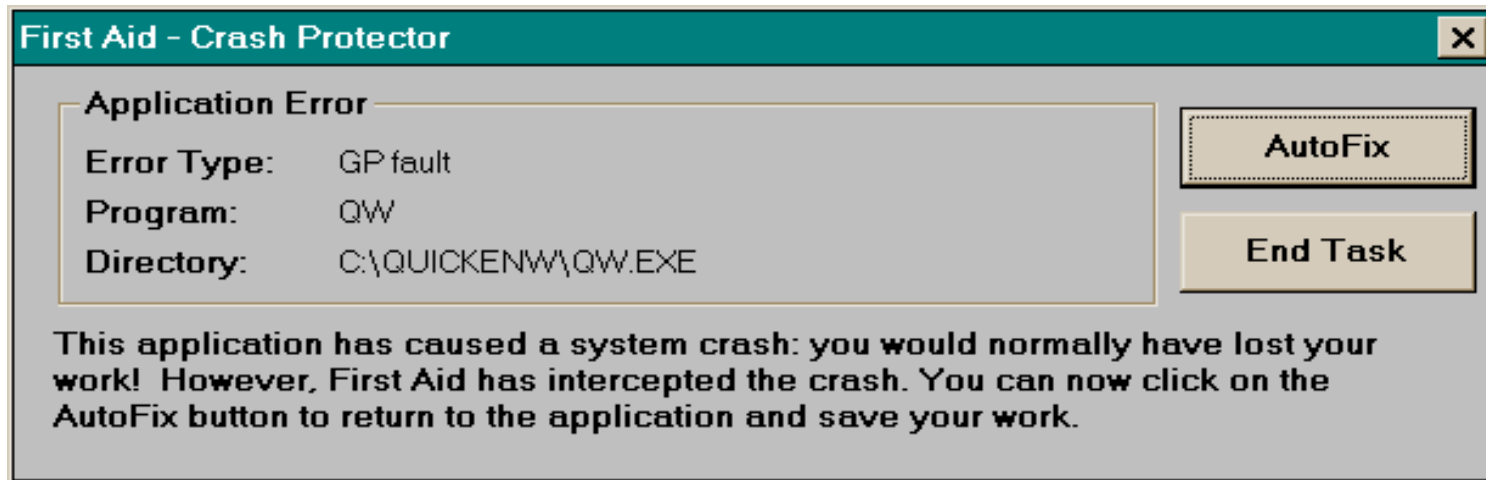 First Aid - Crash Protector
Application Error
Error Type: GP fault
Program: QW
Directory: C:\QUICKENW\QW.EXE
AutoFix
End Task
This application has caused a system crash: you would normally have lost your
work!  However, First Aid has intercepted the crash. You can now click on the
AutoFix button to return to the application and save your work.